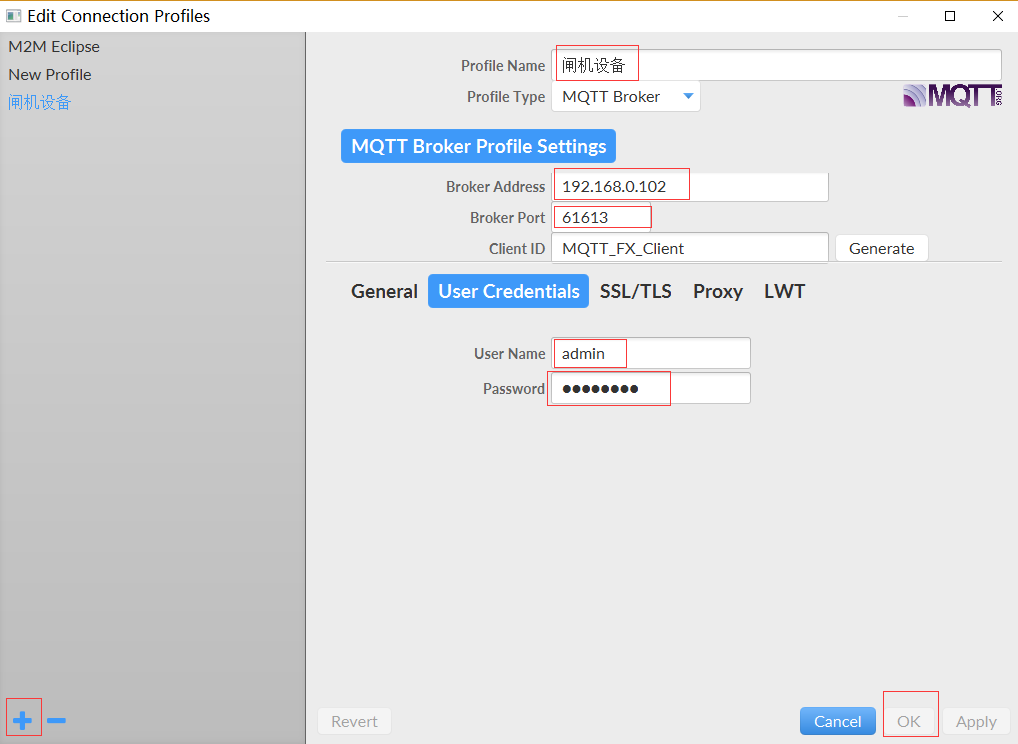 Edit Connection Profiles
M2M Eclipse
New Profile
闸机设备
Profile Name 闸机设备
Profile Type MQTT Broker
MQTT.ORG
MQTT Broker Profile Settings
Broker Address 192.168.0.102
Broker Port 61613
Client ID MQTT_FX_Client Generate
General User Credentials SSL/TLS Proxy LWT
User Name admin
Password ●●●●●●●●
Revert Cancel OK Apply